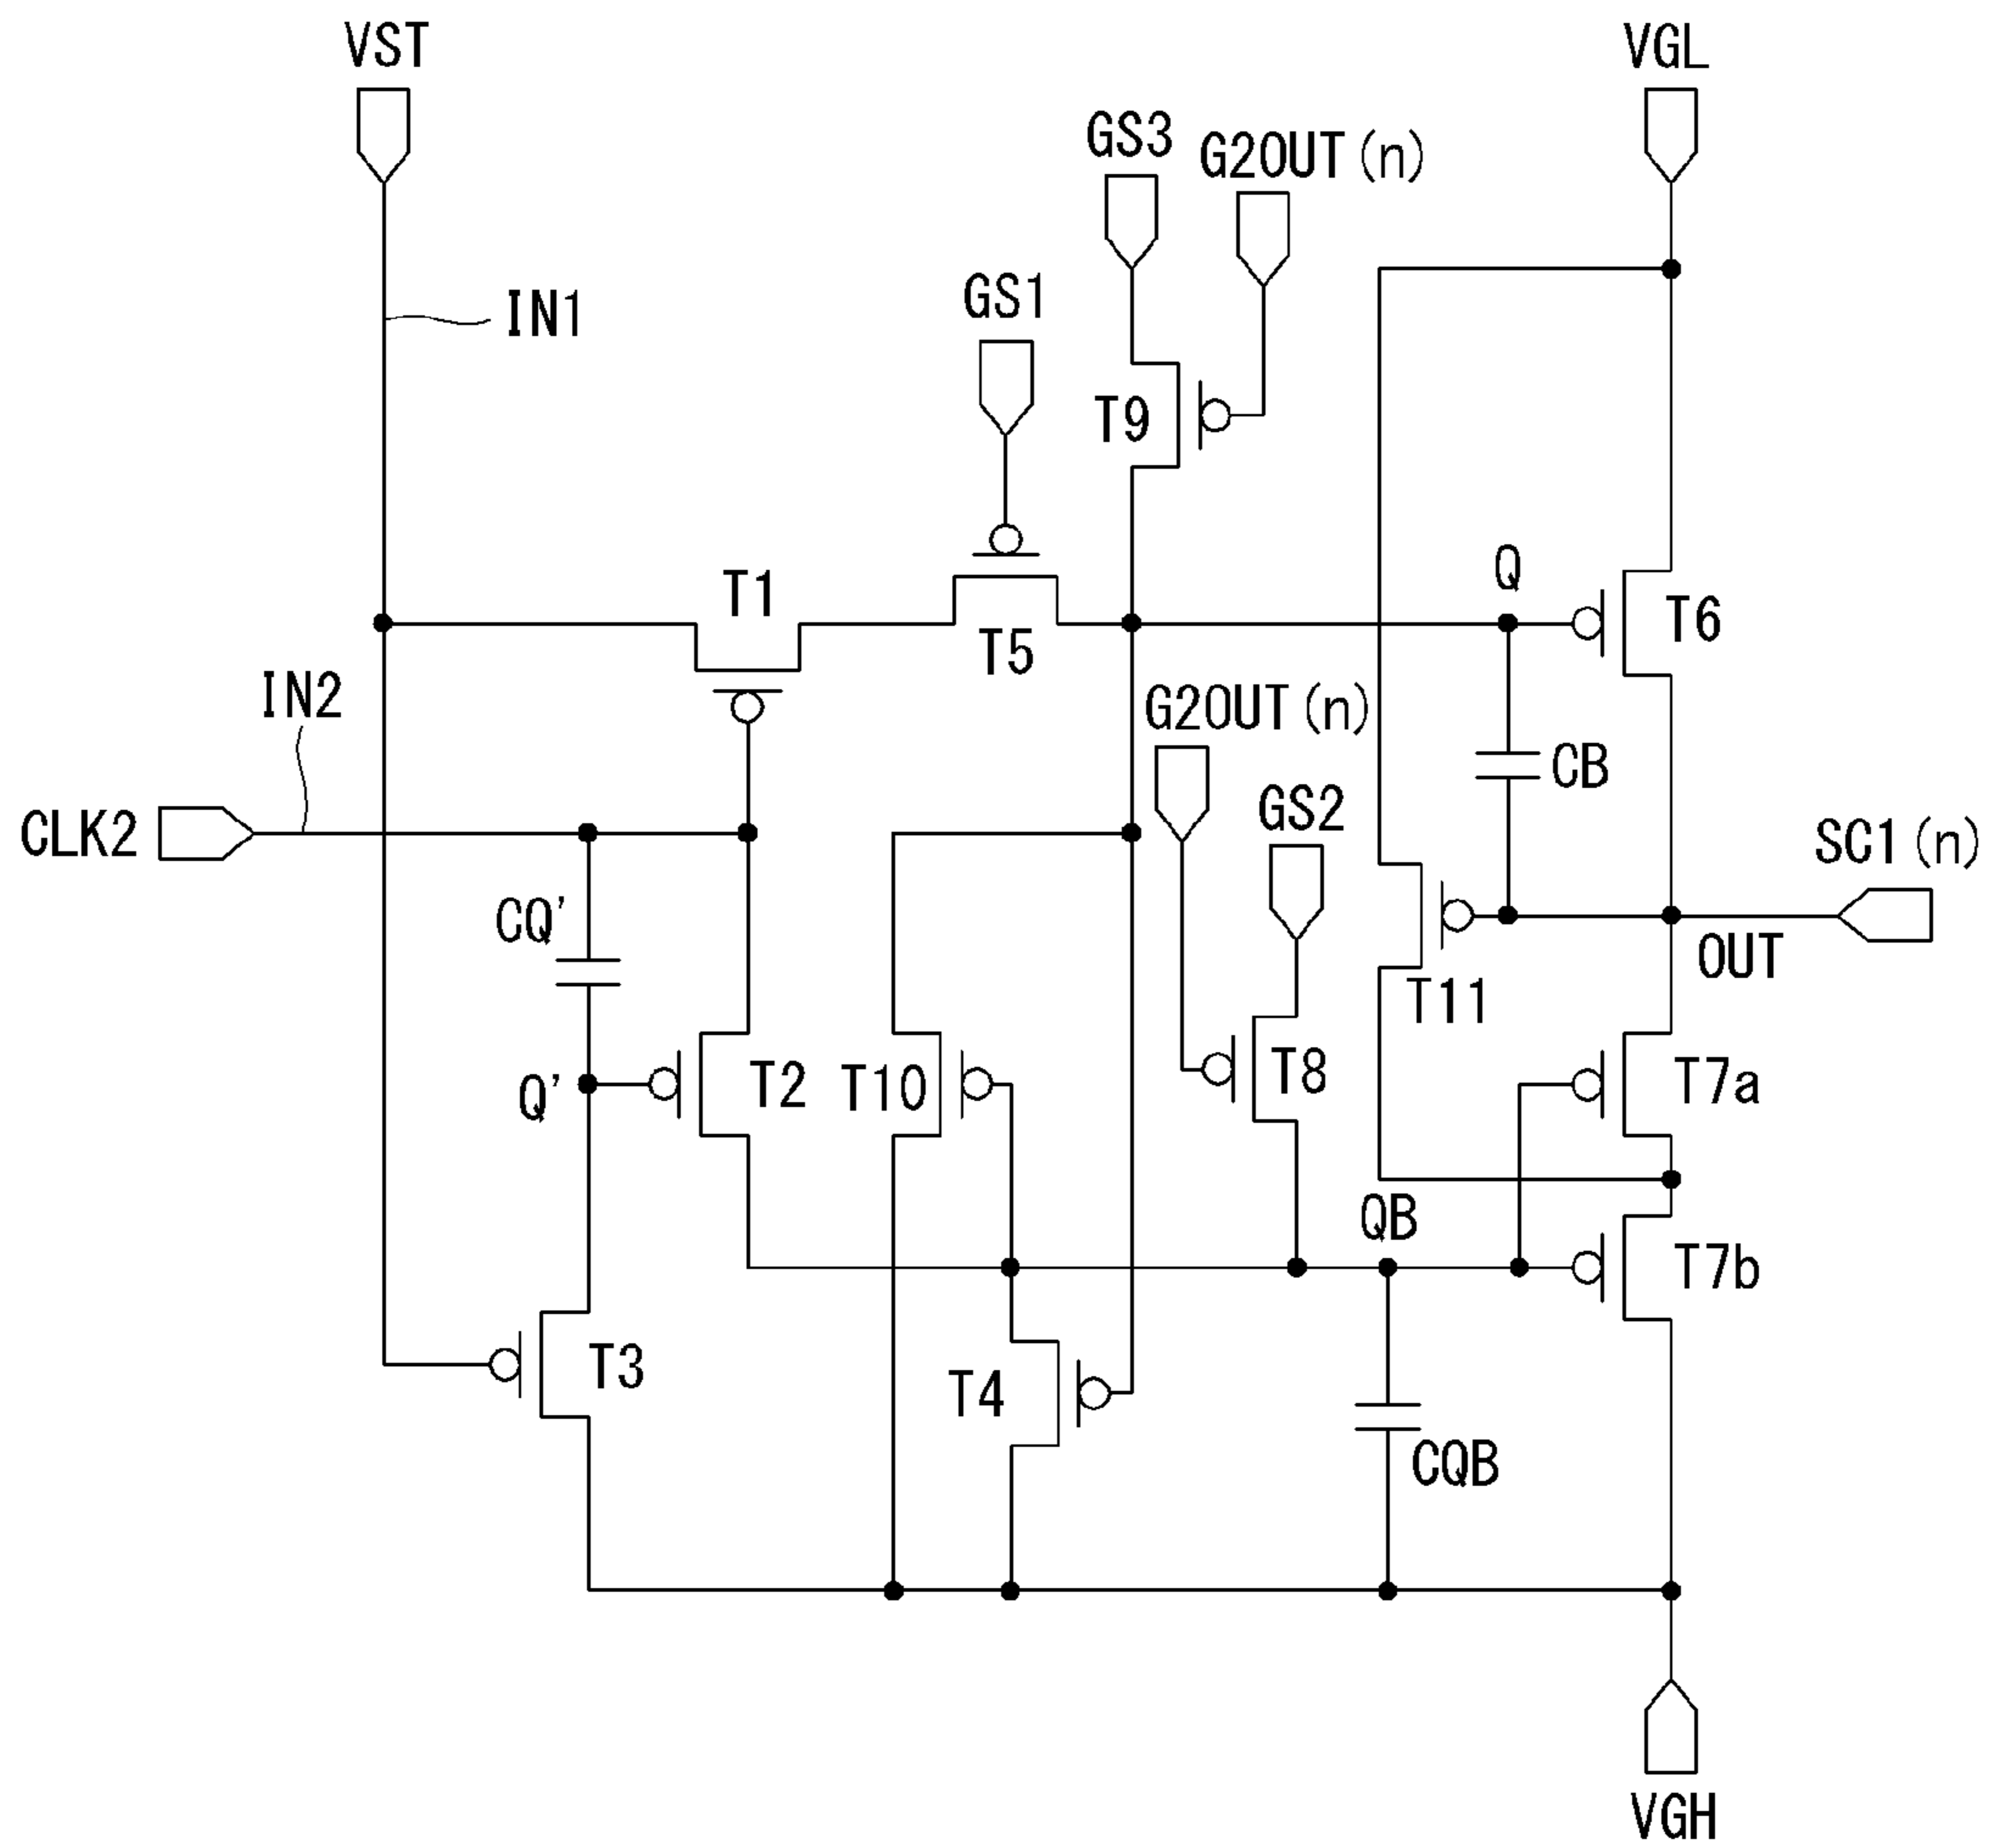 VST
VGL
GS3
G2OUT(n)
GS1
IN1
T9
Q
T1
T6
T5
IN2
G2OUT(n)
CB
GS2
CLK2
SC1(n)
CQ'
OUT
T11
T2
T10
T8
T7a
Q'
QB
T7b
T3
T4
CQB
VGH